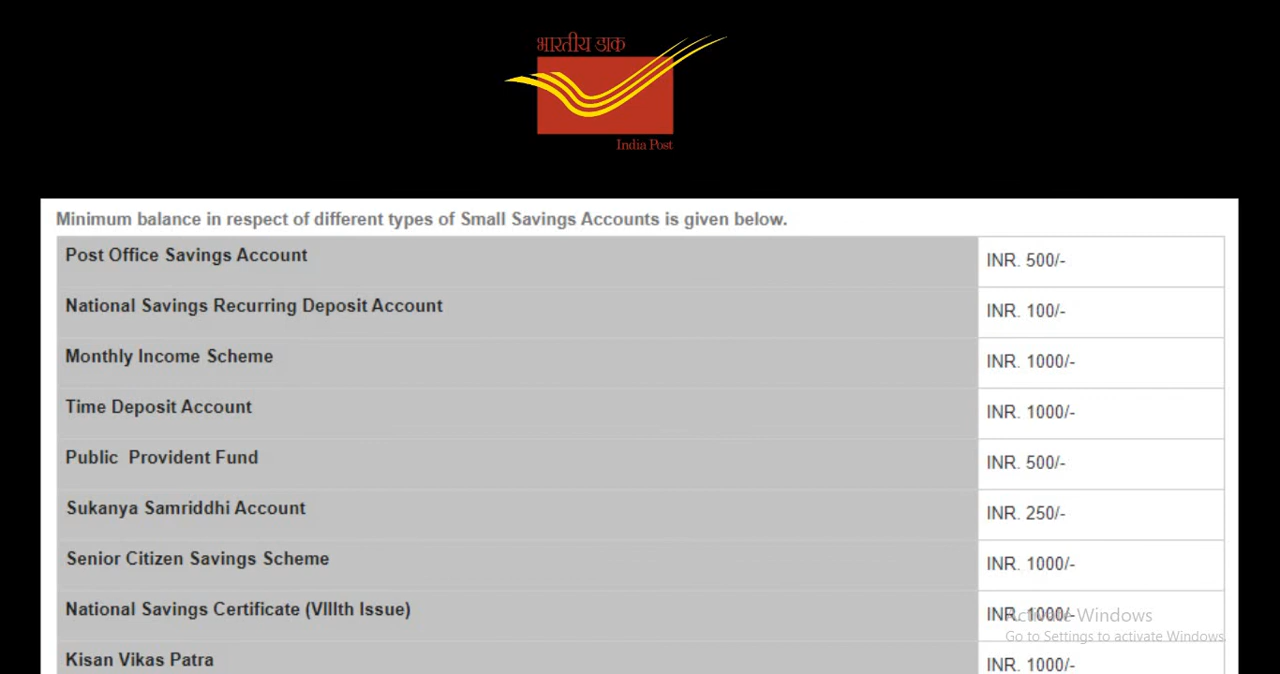 भारतीय डाक
India Post
Minimum balance in respect of different types of Small Savings Accounts is given below.
Post Office Savings Account INR. 500/-
National Savings Recurring Deposit Account INR. 100/-
Monthly Income Scheme INR. 1000/-
Time Deposit Account INR. 1000/-
Public Provident Fund INR. 500/-
Sukanya Samriddhi Account INR. 250/-
Senior Citizen Savings Scheme INR. 1000/-
National Savings Certificate (VIIIth Issue) INR. 1000/-
Activate Windows
Go to Settings to activate Windows.
Kisan Vikas Patra INR. 1000/-